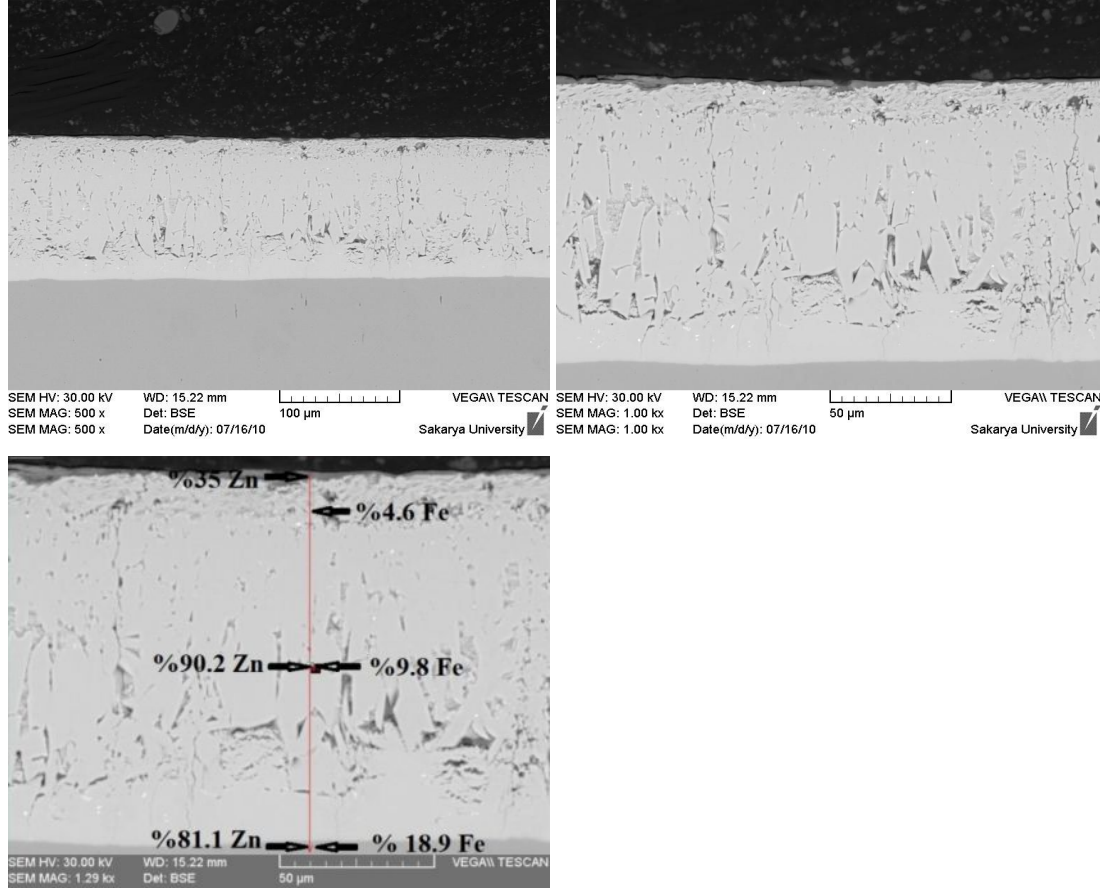 SEM HV: 30.00 kV WD: 15.22 mm VEGA\\ TESCAN
SEM MAG: 500 x Det: BSE 100 µm
SEM MAG: 500 x Date(m/d/y): 07/16/10 Sakarya University
SEM HV: 30.00 kV WD: 15.22 mm VEGA\\ TESCAN
SEM MAG: 1.00 kx Det: BSE 50 µm
SEM MAG: 1.00 kx Date(m/d/y): 07/16/10 Sakarya University
%35 Zn
%4.6 Fe
%90.2 Zn %9.8 Fe
%81.1 Zn % 18.9 Fe
SEM HV: 30.00 kV WD: 15.22 mm VEGA\\ TESCAN
SEM MAG: 1.29 kx Det: BSE 50 µm